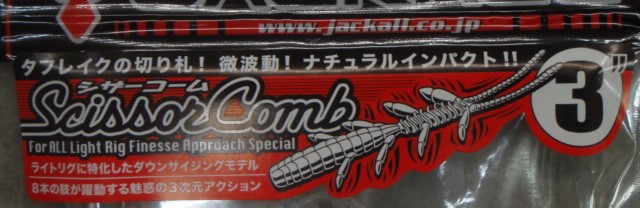 www.jackall.co.jp
タフレイクの切り札! 微波動! ナチュラルインパクト!!
シザーコーム
Scissor Comb
3"
For ALL Light Rig Finesse Approach Special
ライトリグに特化したダウンサイジングモデル
8本の肢が躍動する魅惑の3次元アクション